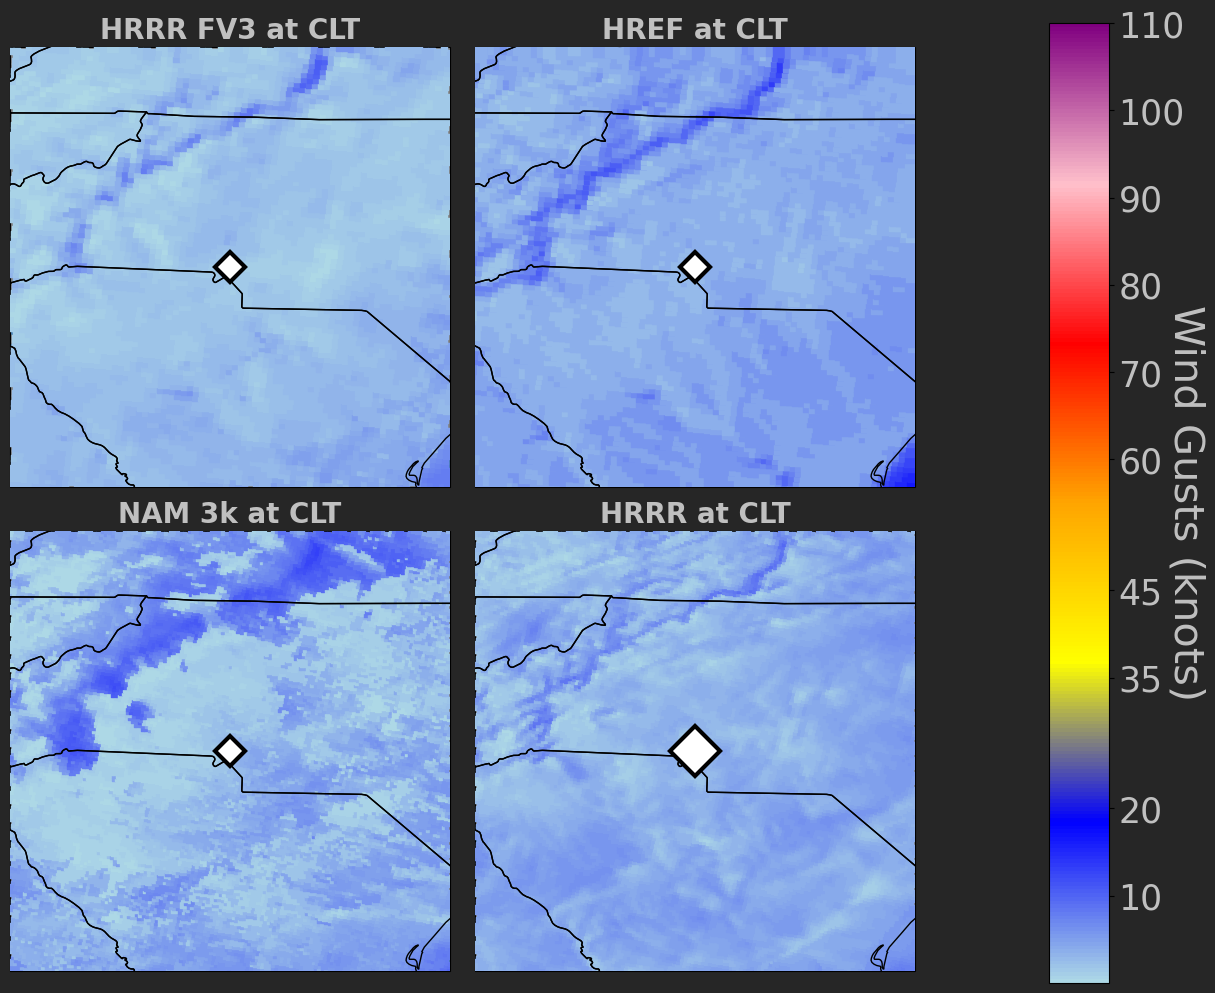 HRRR FV3 at CLT
HREF at CLT
NAM 3k at CLT
HRRR at CLT
110
100
90
80
70
60
45
35
20
10
Wind Gusts (knots)